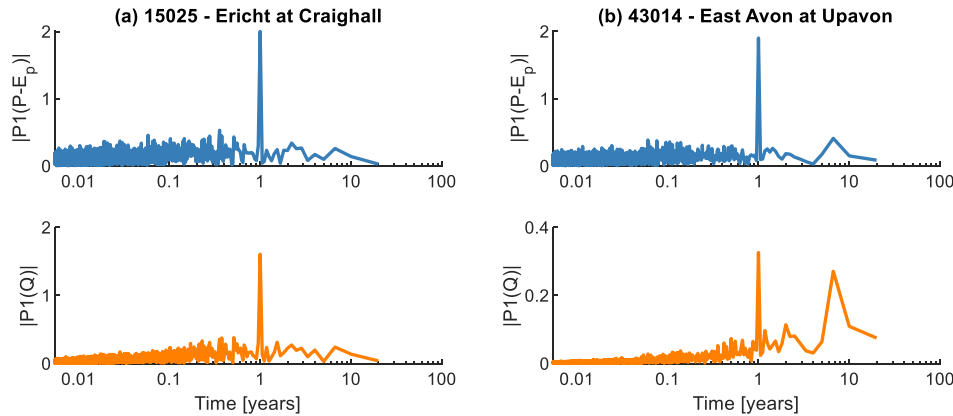 (a) 15025 - Ericht at Craighall
|P1(P-Eₚ)|
2
1
0
0.01 0.1 1 10 100
(b) 43014 - East Avon at Upavon
|P1(P-Eₚ)|
2
1
0
0.01 0.1 1 10 100
|P1(Q)|
2
1
0
0.01 0.1 1 10 100
Time [years]
|P1(Q)|
0.4
0.2
0
0.01 0.1 1 10 100
Time [years]